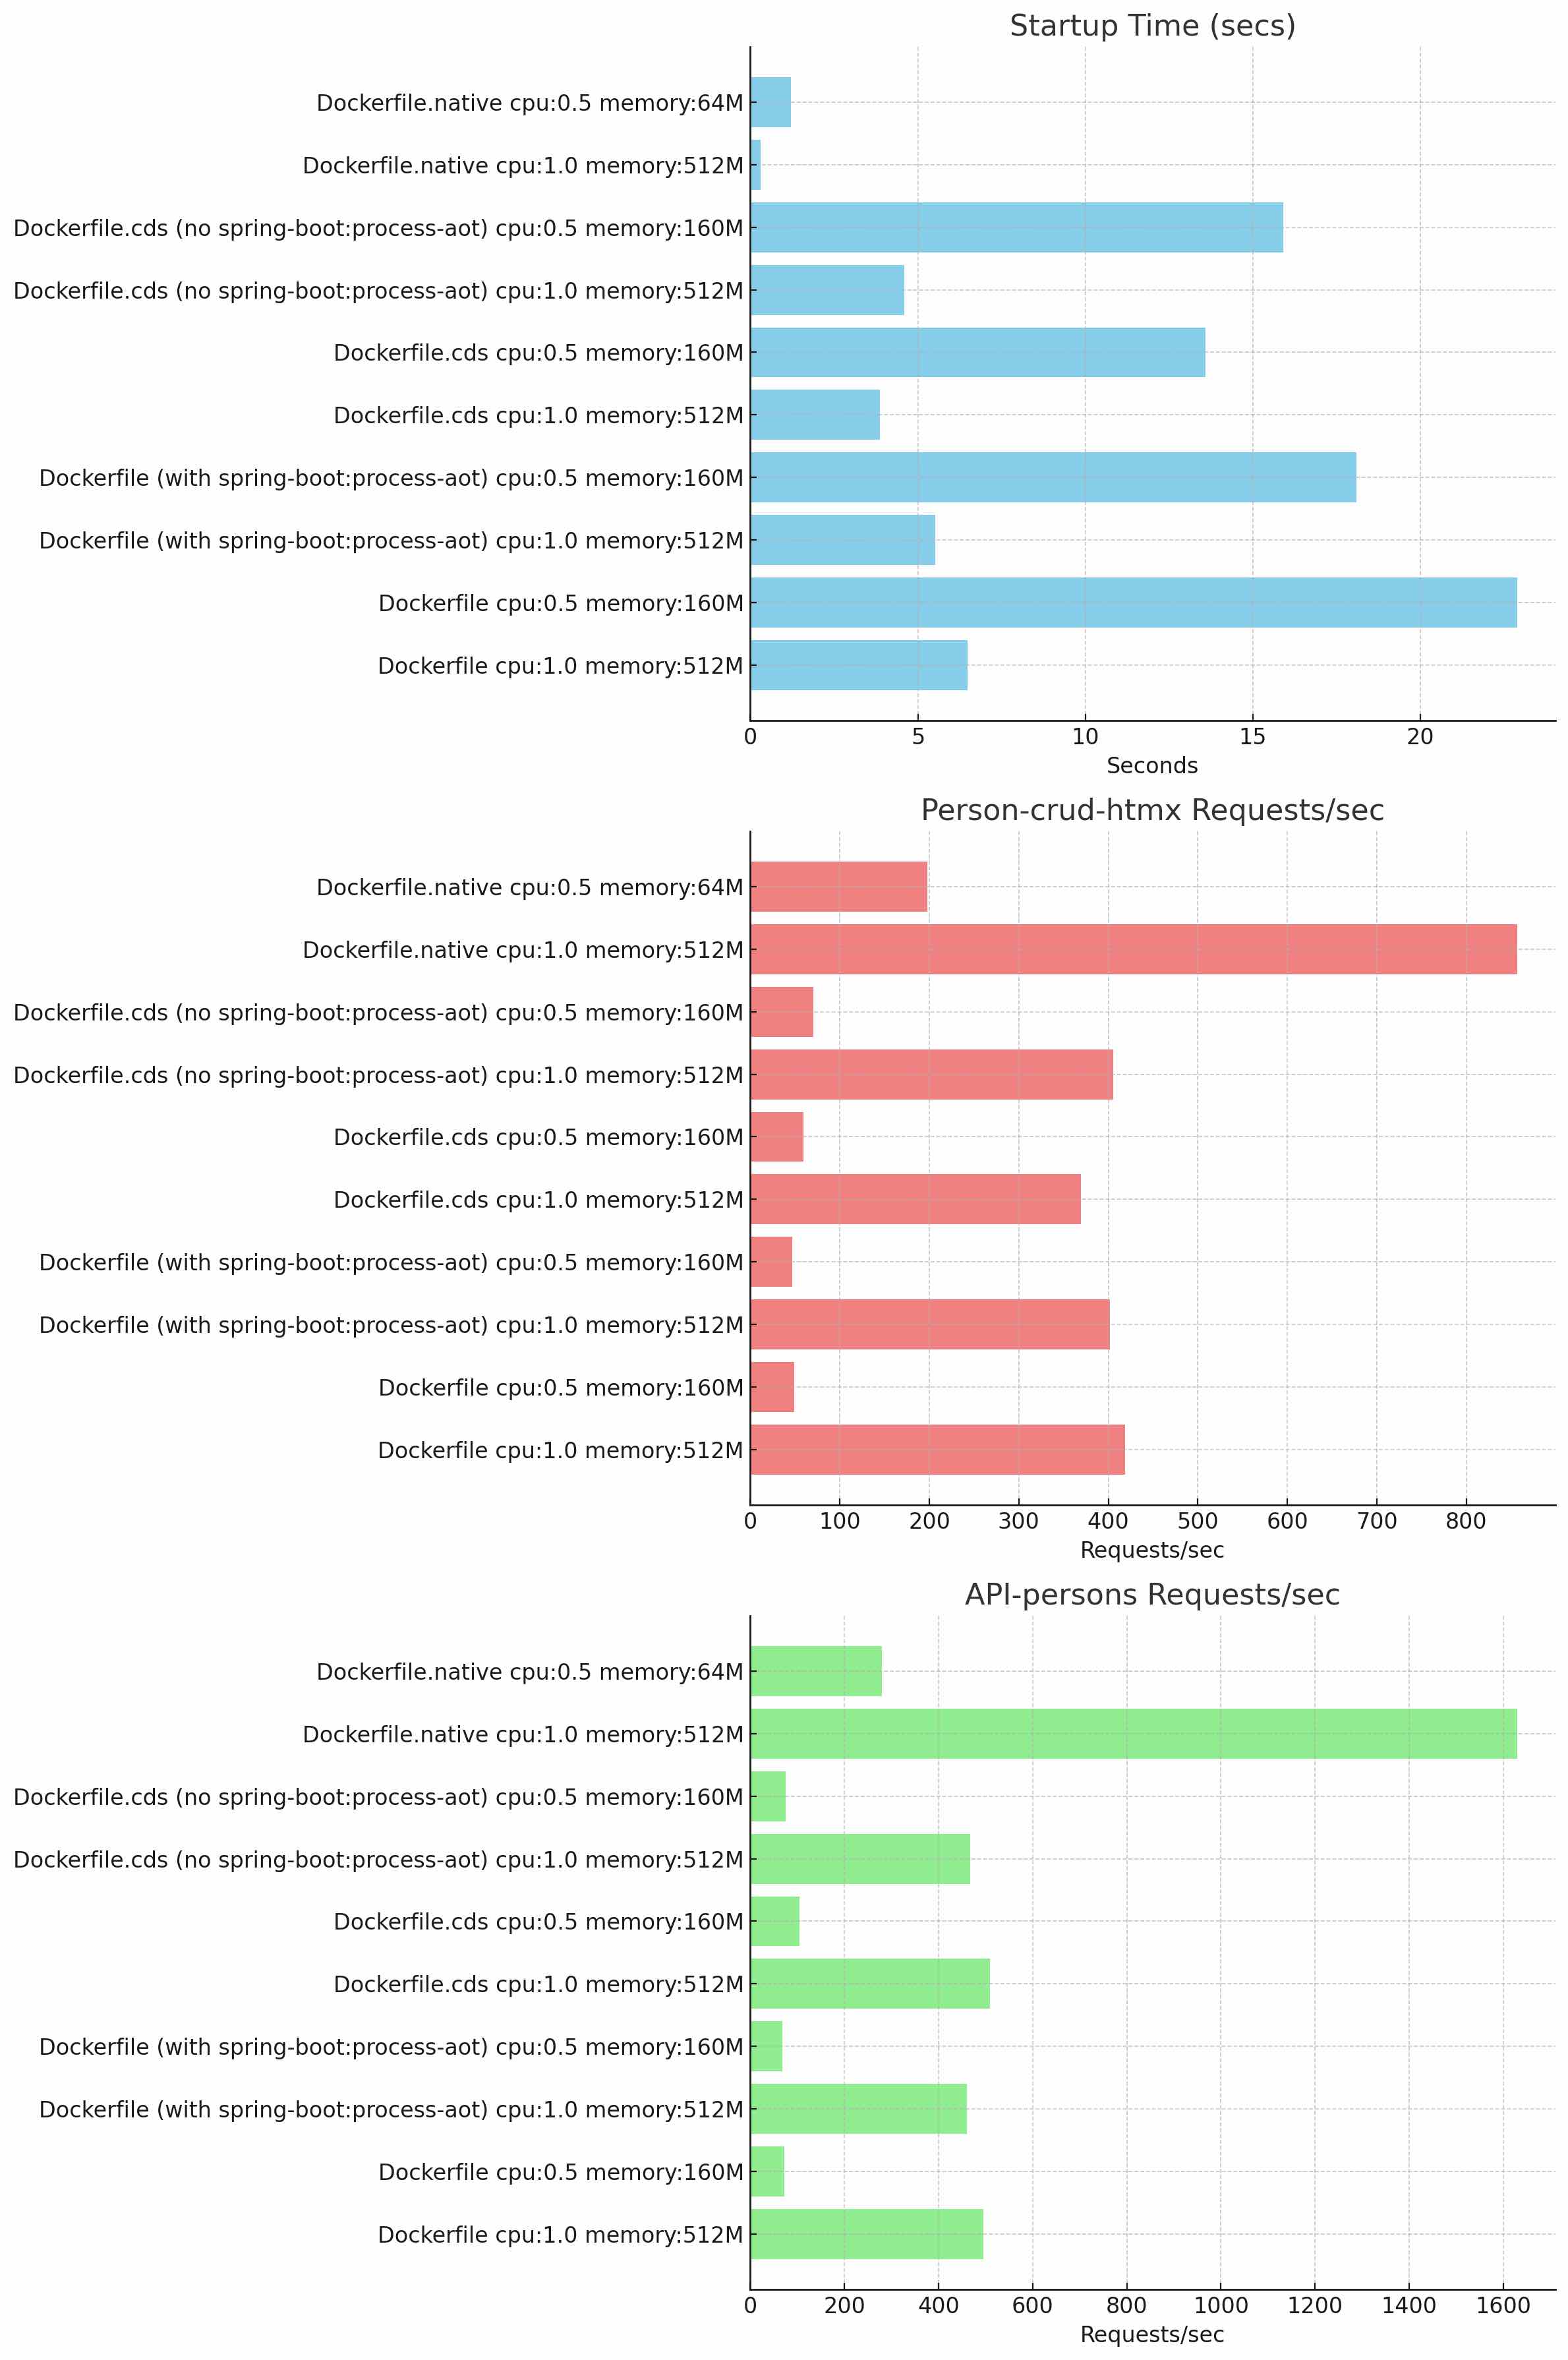 Startup Time (secs)
Dockerfile.native cpu:0.5 memory:64M
Dockerfile.native cpu:1.0 memory:512M
Dockerfile.cds (no spring-boot:process-aot) cpu:0.5 memory:160M
Dockerfile.cds (no spring-boot:process-aot) cpu:1.0 memory:512M
Dockerfile.cds cpu:0.5 memory:160M
Dockerfile.cds cpu:1.0 memory:512M
Dockerfile (with spring-boot:process-aot) cpu:0.5 memory:160M
Dockerfile (with spring-boot:process-aot) cpu:1.0 memory:512M
Dockerfile cpu:0.5 memory:160M
Dockerfile cpu:1.0 memory:512M
0 5 10 15 20
Seconds
Person-crud-htmx Requests/sec
Dockerfile.native cpu:0.5 memory:64M
Dockerfile.native cpu:1.0 memory:512M
Dockerfile.cds (no spring-boot:process-aot) cpu:0.5 memory:160M
Dockerfile.cds (no spring-boot:process-aot) cpu:1.0 memory:512M
Dockerfile.cds cpu:0.5 memory:160M
Dockerfile.cds cpu:1.0 memory:512M
Dockerfile (with spring-boot:process-aot) cpu:0.5 memory:160M
Dockerfile (with spring-boot:process-aot) cpu:1.0 memory:512M
Dockerfile cpu:0.5 memory:160M
Dockerfile cpu:1.0 memory:512M
0 100 200 300 400 500 600 700 800
Requests/sec
API-persons Requests/sec
Dockerfile.native cpu:0.5 memory:64M
Dockerfile.native cpu:1.0 memory:512M
Dockerfile.cds (no spring-boot:process-aot) cpu:0.5 memory:160M
Dockerfile.cds (no spring-boot:process-aot) cpu:1.0 memory:512M
Dockerfile.cds cpu:0.5 memory:160M
Dockerfile.cds cpu:1.0 memory:512M
Dockerfile (with spring-boot:process-aot) cpu:0.5 memory:160M
Dockerfile (with spring-boot:process-aot) cpu:1.0 memory:512M
Dockerfile cpu:0.5 memory:160M
Dockerfile cpu:1.0 memory:512M
0 200 400 600 800 1000 1200 1400 1600
Requests/sec